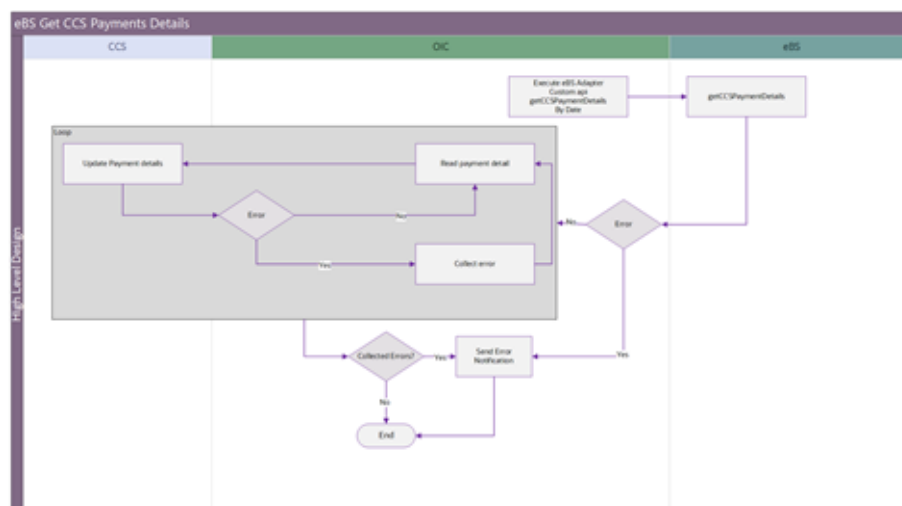 eBS Get CCS Payments Details
CCS
OIC
eBS
High Level Design
Execute eBS Adapter
Custom api
getCCSPaymentDetails
By Date
getCCSPaymentDetails
Loop
Update Payment details
Read payment detail
Error
No
Yes
Collect error
No
Error
Yes
Collected Errors?
Yes
Send Error
Notification
No
End